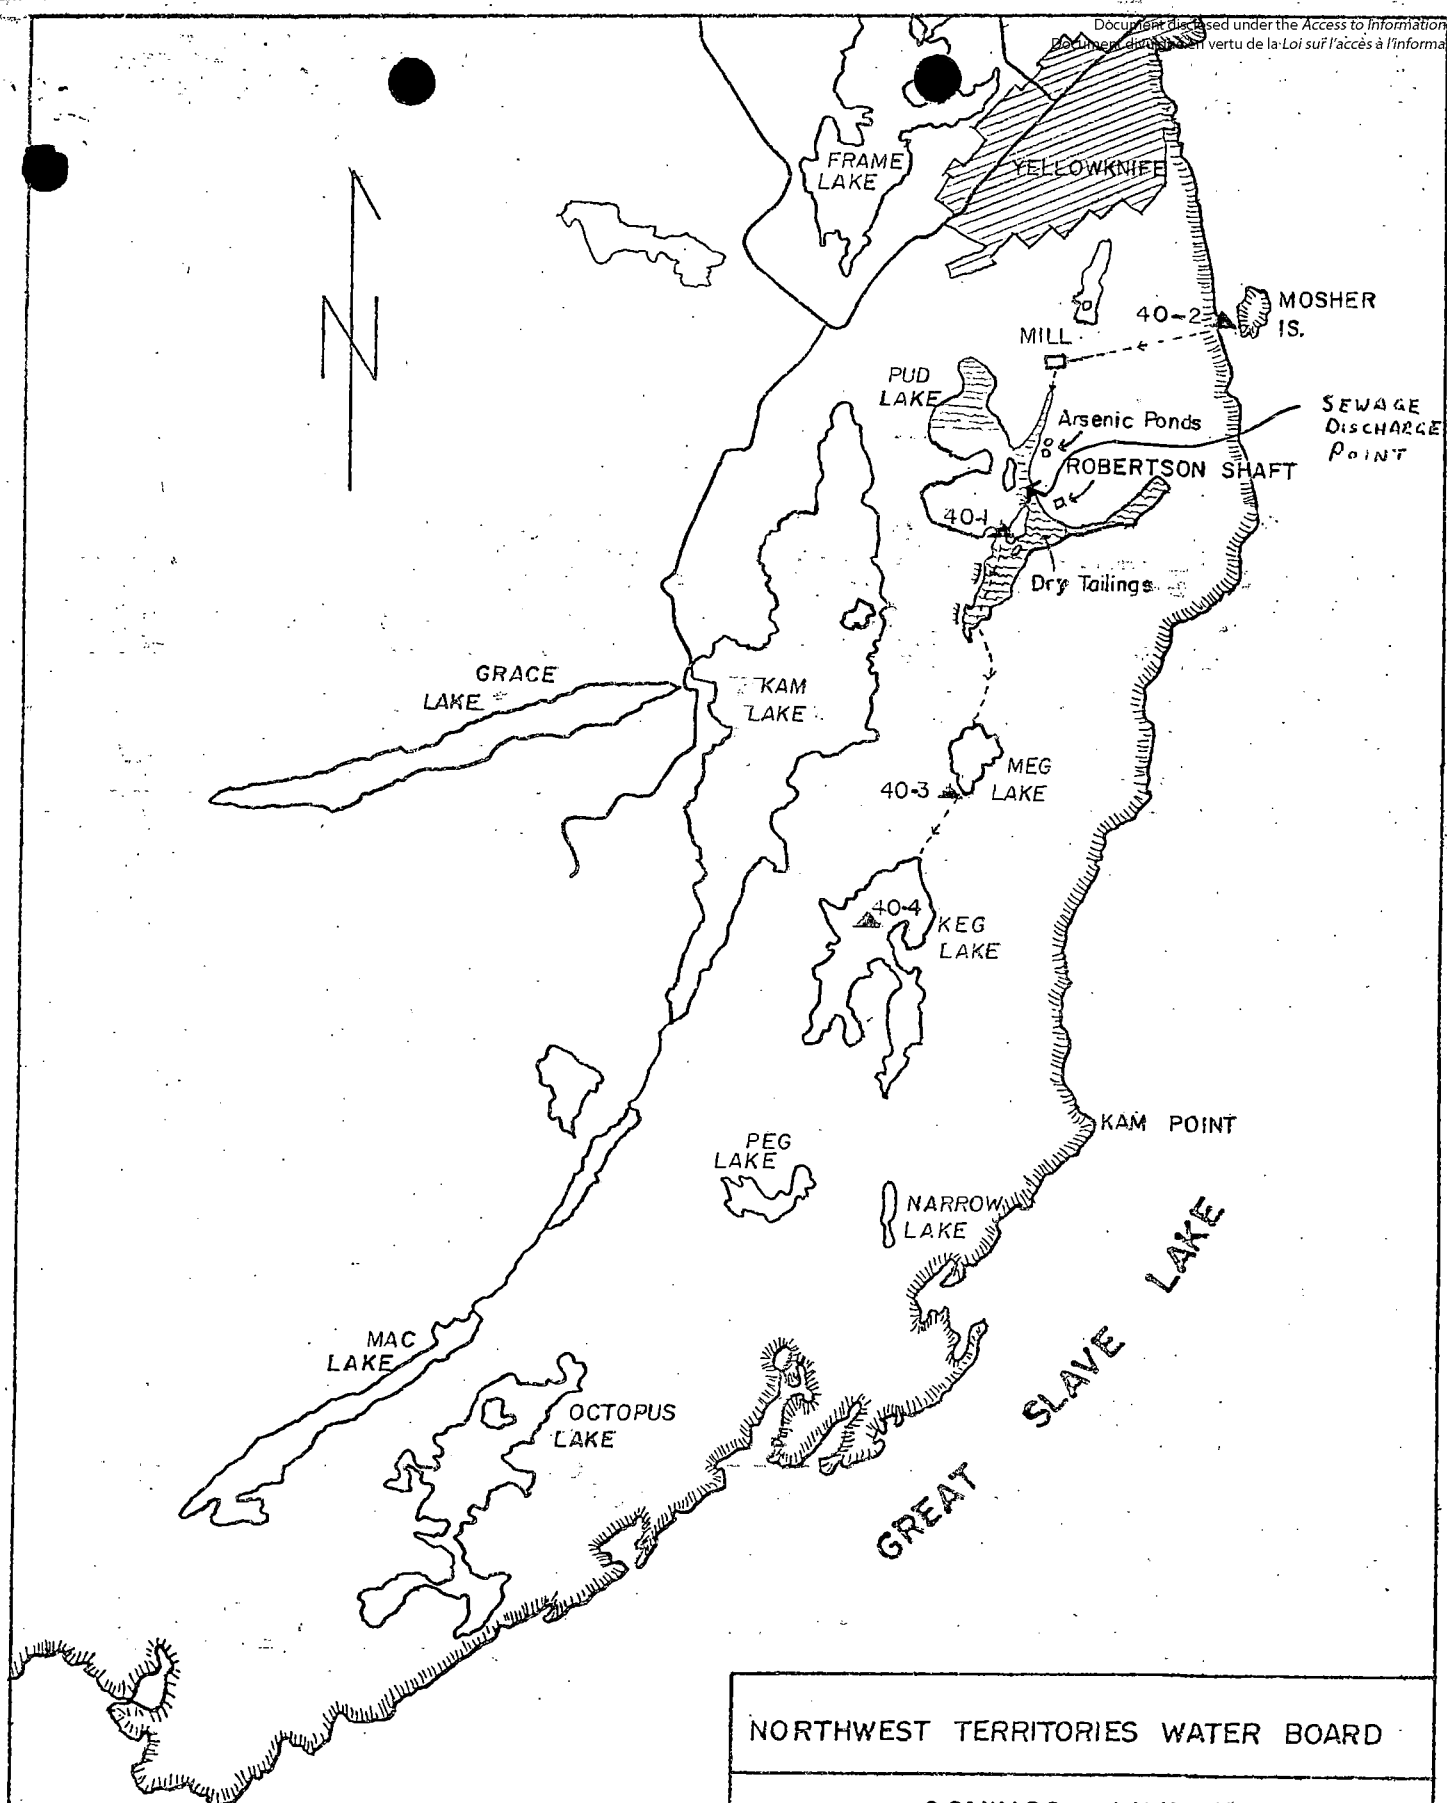 Document disclosed under the Access to Information
Document divulgué en vertu de la Loi sur l'accès à l'informa
FRAME
LAKE
YELLOWKNIFE
MOSHER
IS.
40-2
MILL
PUD
LAKE
SEWAGE
DISCHARGE
POINT
Arsenic Ponds
ROBERTSON SHAFT
40-1
Dry Tailings
N
GRACE
LAKE
KAM
LAKE
MEG
LAKE
40-3
40-4
KEG
LAKE
KAM POINT
PEG
LAKE
NARROW
LAKE
MAC
LAKE
OCTOPUS
LAKE
GREAT SLAVE LAKE
NORTHWEST TERRITORIES WATER BOARD